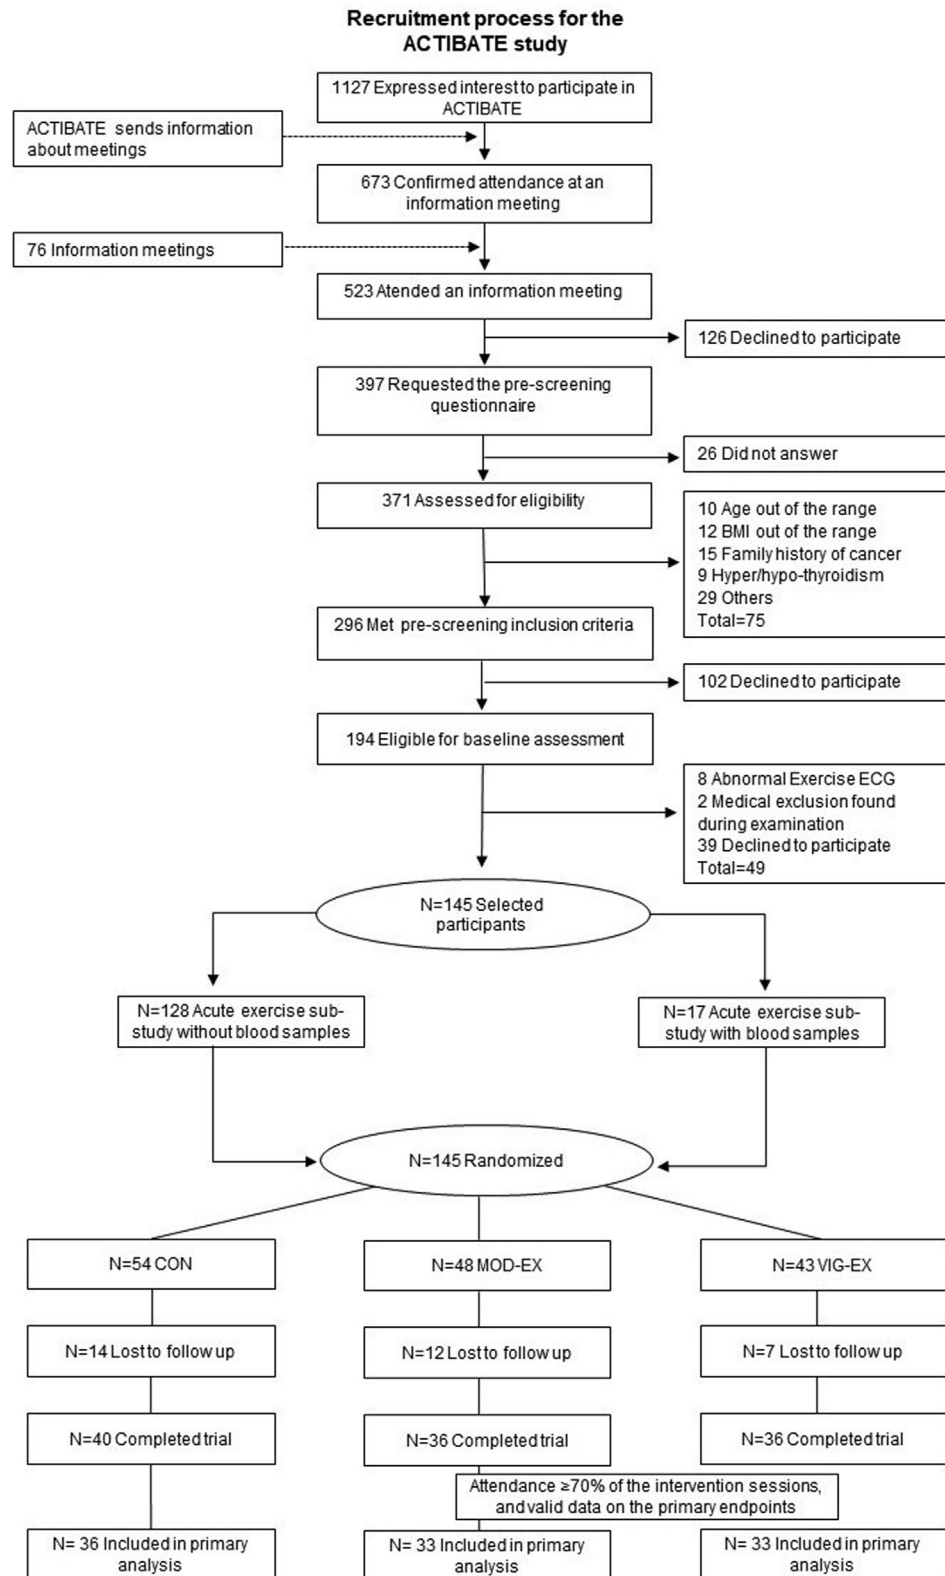 Recruitment process for the
ACTIBATE study
1127 Expressed interest to participate in
ACTIBATE
ACTIBATE sends information
about meetings
673 Confirmed attendance at an
information meeting
76 Information meetings
523 Atended an information meeting
126 Declined to participate
397 Requested the pre-screening
questionnaire
26 Did not answer
371 Assessed for eligibility
10 Age out of the range
12 BMI out of the range
15 Family history of cancer
9 Hyper/hypo-thyroidism
29 Others
Total=75
296 Met pre-screening inclusion criteria
102 Declined to participate
194 Eligible for baseline assessment
8 Abnormal Exercise ECG
2 Medical exclusion found
during examination
39 Declined to participate
Total=49
N=145 Selected
participants
N=128 Acute exercise sub-
study without blood samples
N=17 Acute exercise sub-
study with blood samples
N=145 Randomized
N=54 CON
N=48 MOD-EX
N=43 VIG-EX
N=14 Lost to follow up
N=12 Lost to follow up
N=7 Lost to follow up
N=40 Completed trial
N=36 Completed trial
N=36 Completed trial
Attendance ≥70% of the intervention sessions,
and valid data on the primary endpoints
N= 36 Included in primary
analysis
N= 33 Included in primary
analysis
N= 33 Included in primary
analysis